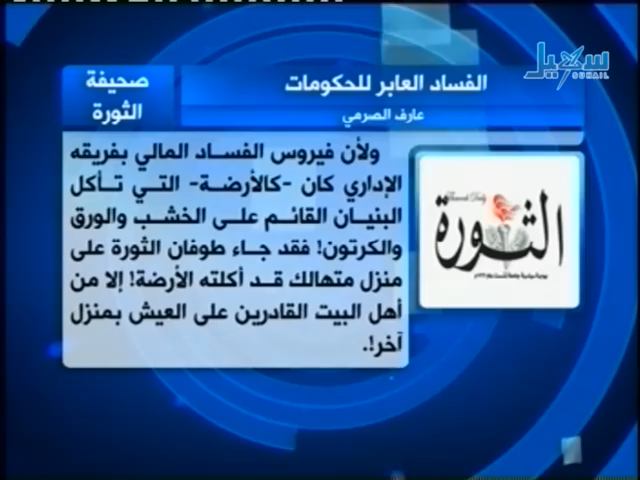 سهيل
SUHAIL
صحيفة
الثورة
الفساد العابر للحكومات
عارف الصرمي
ولأن فيروس الفساد المالي بفريقه
الإداري كان -كالأرضة- التي تأكل
البنيان القائم على الخشب والورق
والكرتون! فقد جاء طوفان الثورة على
منزل متهالك قد أكلته الأرضة! إلا من
أهل البيت القادرين على العيش بمنزل
آخر!.
الثورة